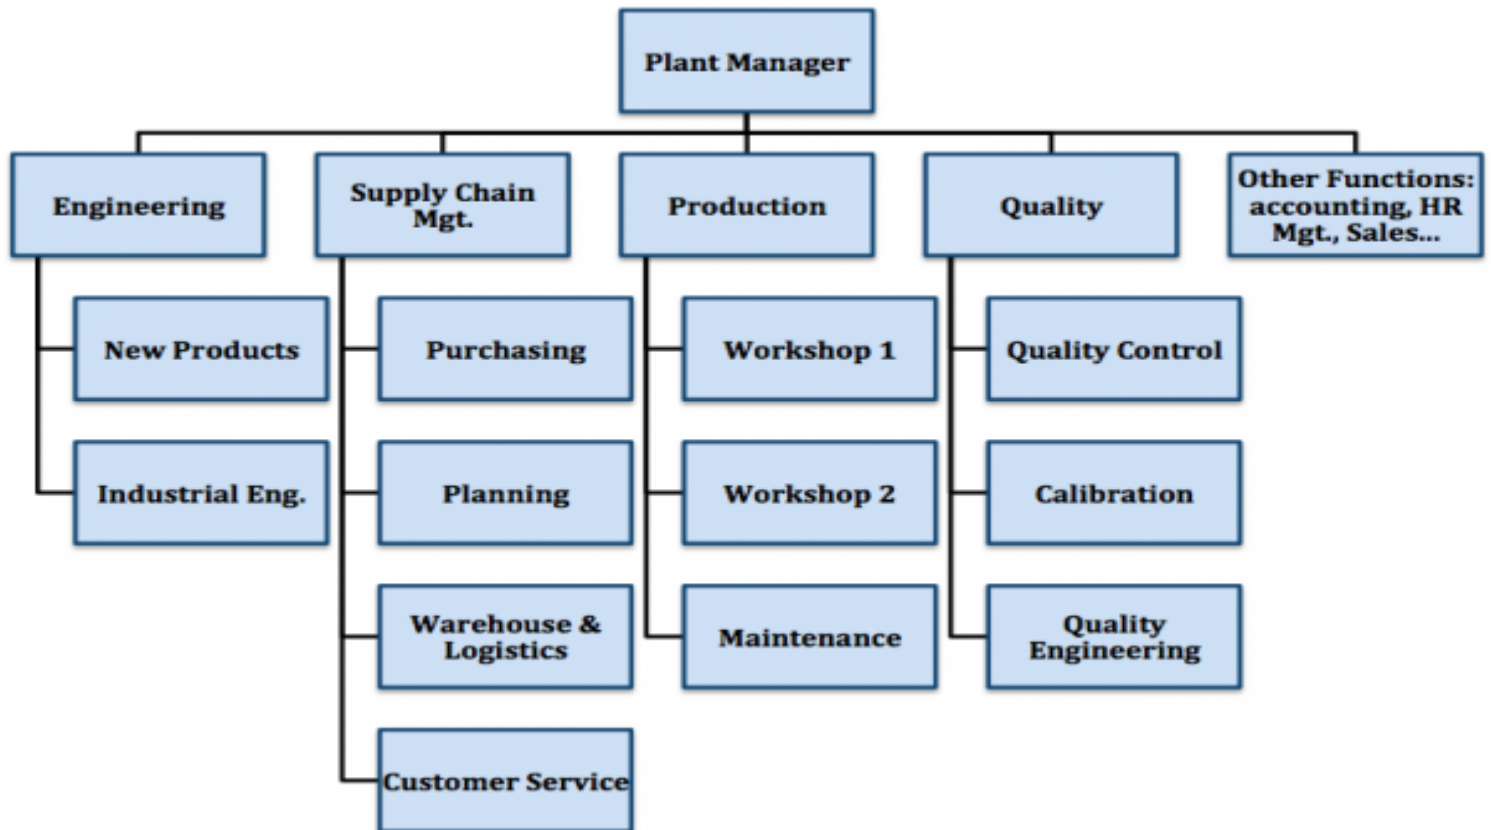 Plant Manager
Engineering
Supply Chain
Mgt.
Production
Quality
Other Functions:
accounting, HR
Mgt., Sales...
New Products
Purchasing
Workshop 1
Quality Control
Industrial Eng.
Planning
Workshop 2
Calibration
Warehouse &
Logistics
Maintenance
Quality
Engineering
Customer Service